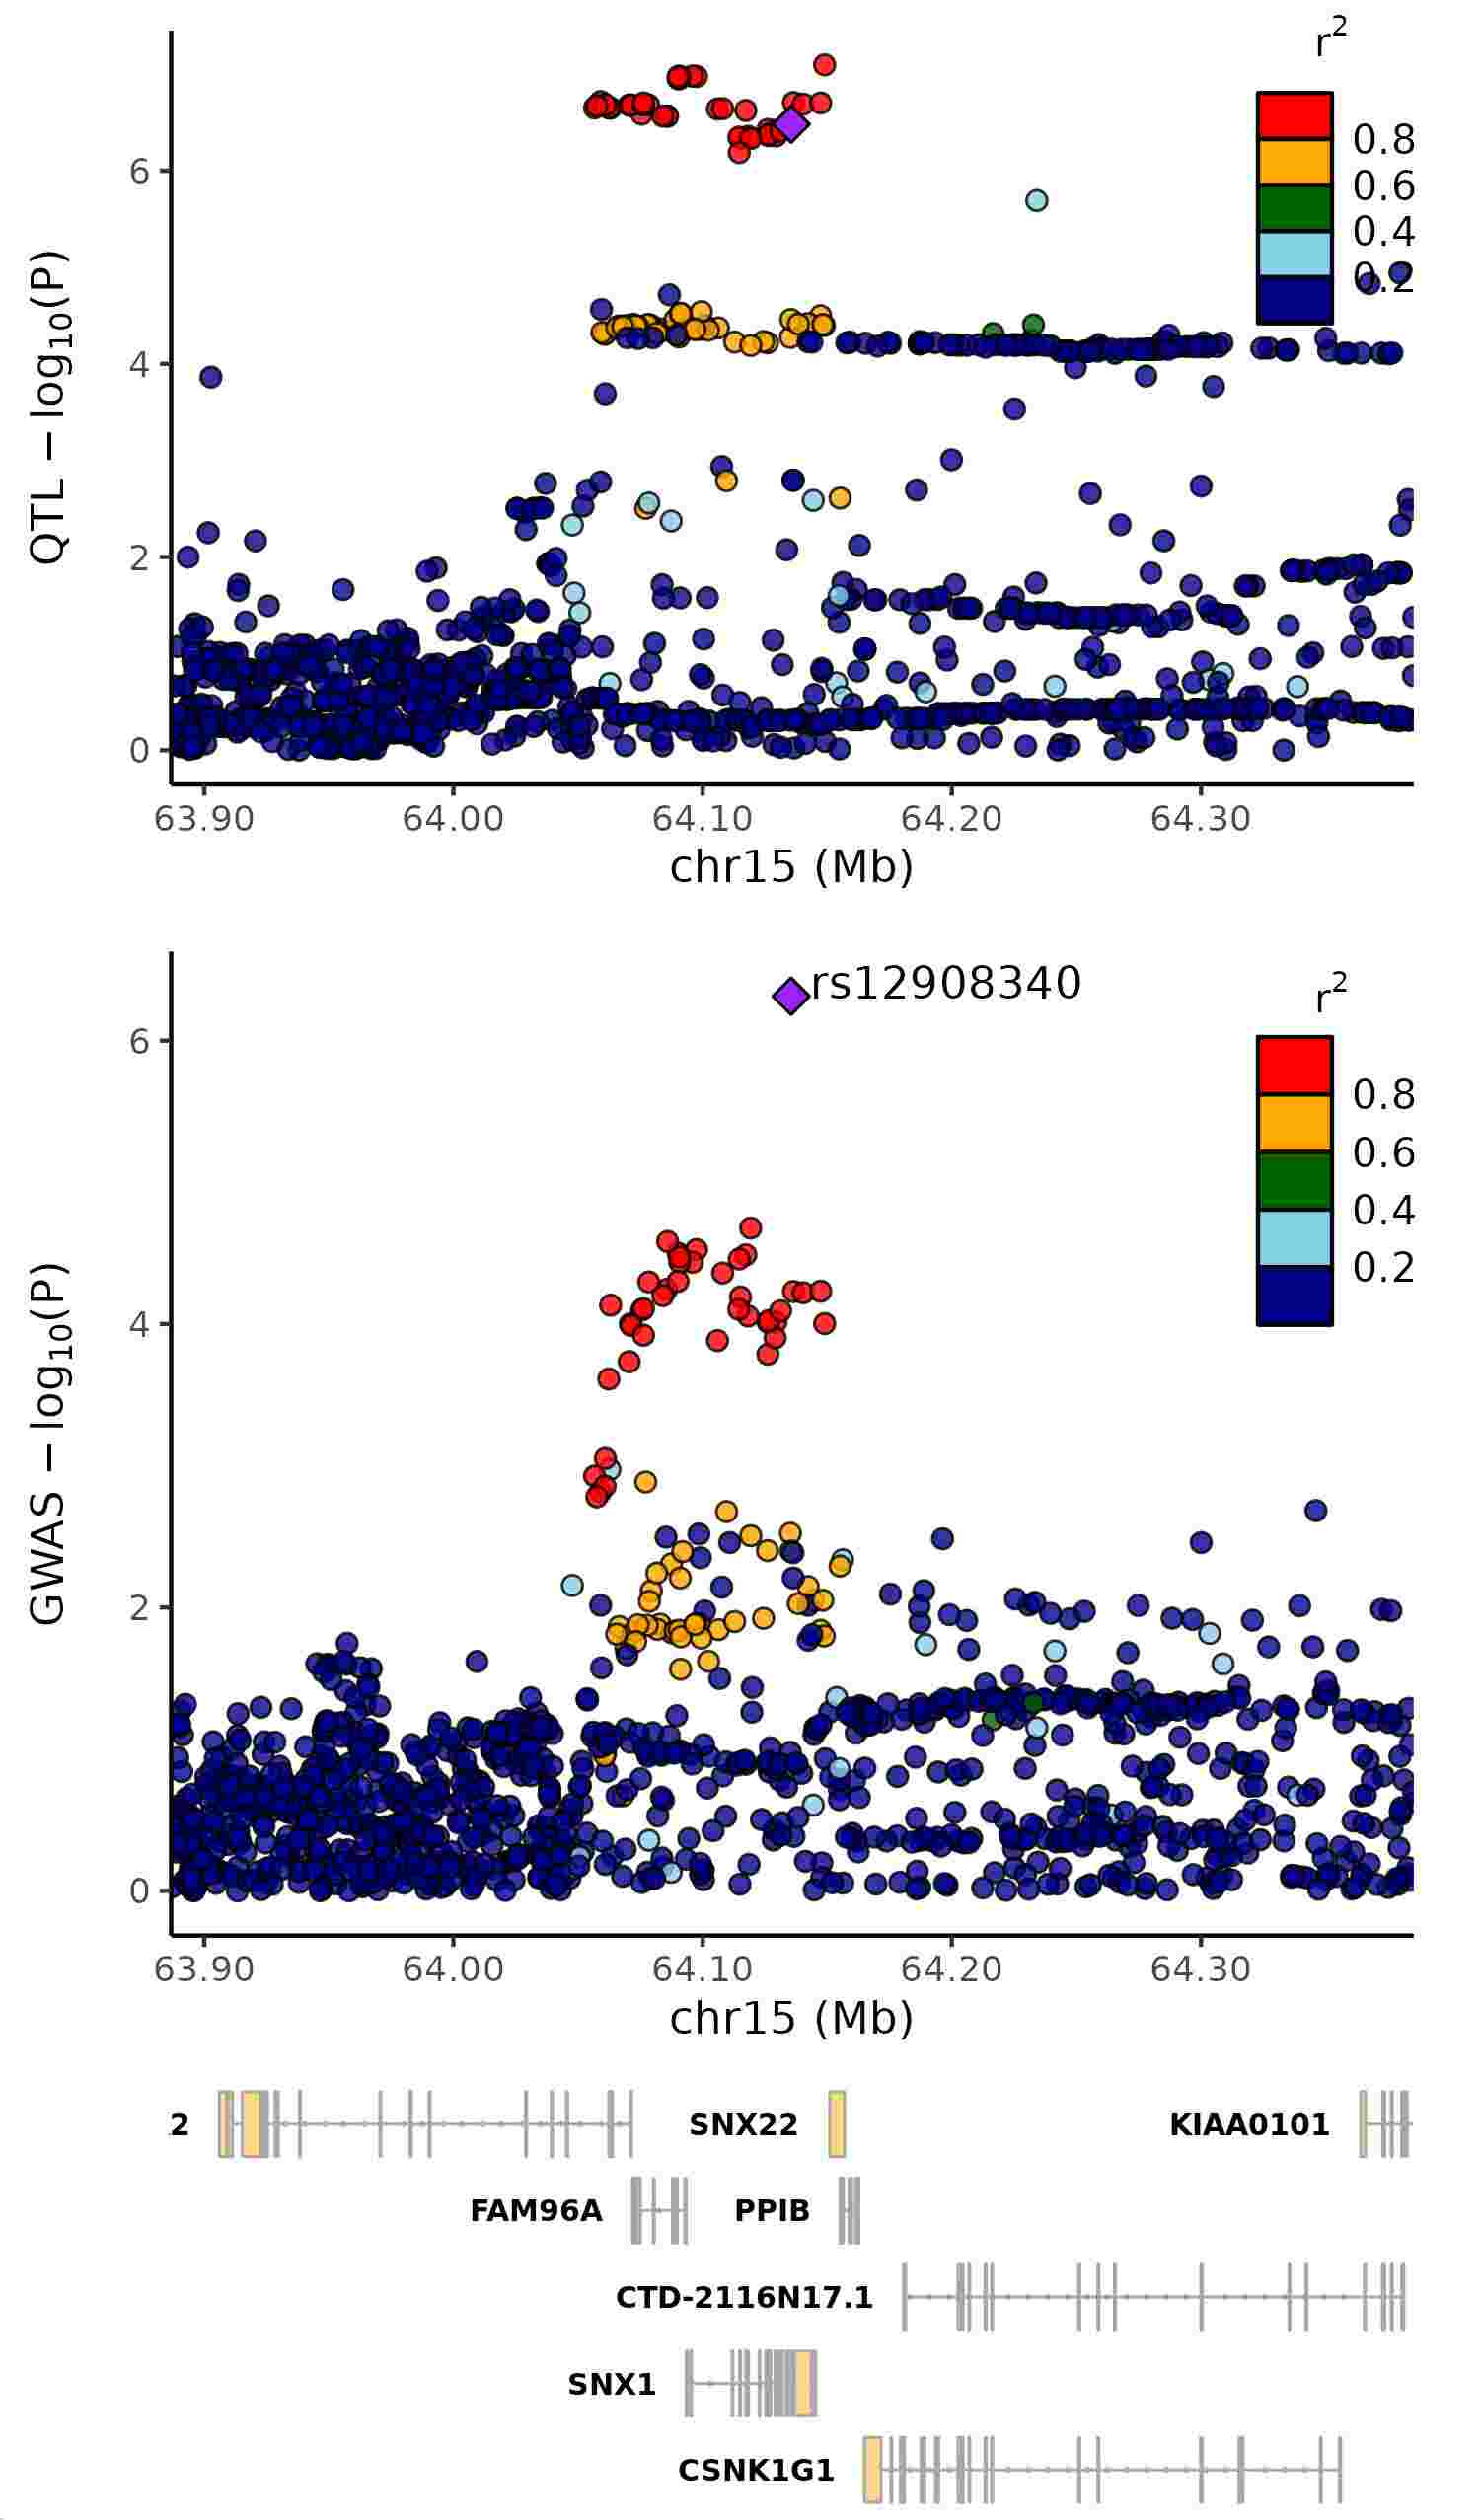 r2
0.8
0.6
0.4
0.2
6
4
2
0
QTL − log10(P)
63.90 64.00 64.10 64.20 64.30
chr15 (Mb)
rs12908340
r2
0.8
0.6
0.4
0.2
6
4
2
0
GWAS − log10(P)
63.90 64.00 64.10 64.20 64.30
chr15 (Mb)
2 SNX22 KIAA0101
FAM96A PPIB
CTD-2116N17.1
SNX1
CSNK1G1